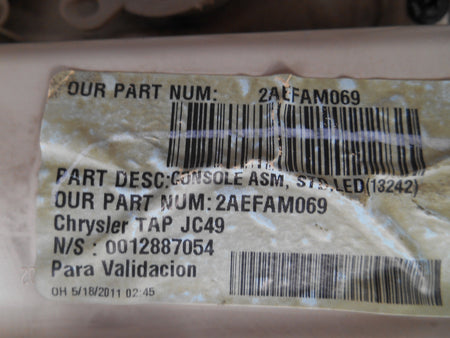 OUR PART NUM: 2AEFAM069
PART DESC:CONSOLE ASM, STD,LED(13242)
OUR PART NUM:2AEFAM069
Chrysler TAP JC49
N/S : 0012887054
Para Validacion
OH 5/18/2011 02:45